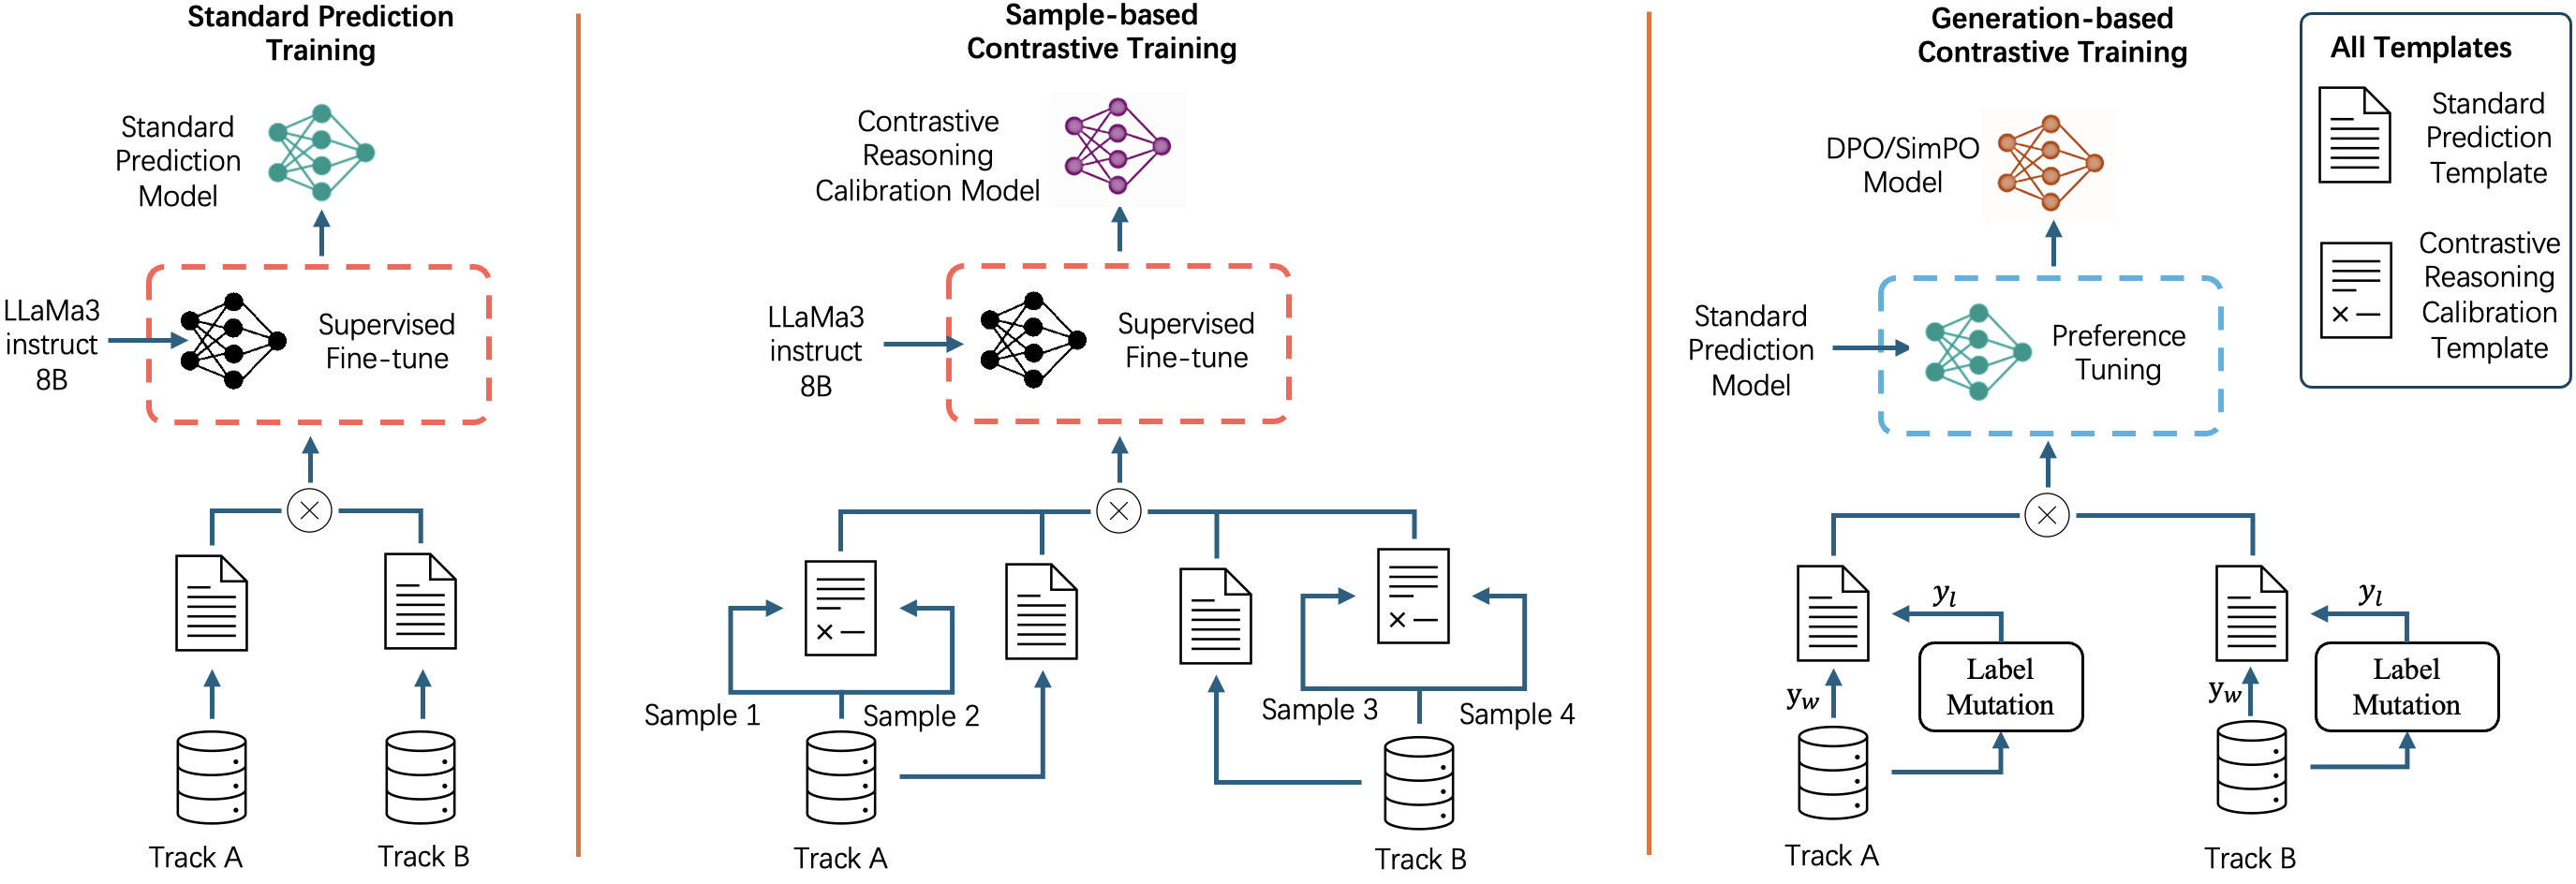 Standard Prediction
Training
Standard
Prediction
Model
LLaMa3
instruct
8B
Supervised
Fine-tune
Track A
Track B
Sample-based
Contrastive Training
Contrastive
Reasoning
Calibration Model
LLaMa3
instruct
8B
Supervised
Fine-tune
Sample 1
Sample 2
Sample 3
Sample 4
Track A
Track B
Generation-based
Contrastive Training
DPO/SimPO
Model
Standard
Prediction
Model
Preference
Tuning
y_l
Label
Mutation
y_w
y_l
Label
Mutation
y_w
Track A
Track B
All Templates
Standard
Prediction
Template
Contrastive
Reasoning
Calibration
Template